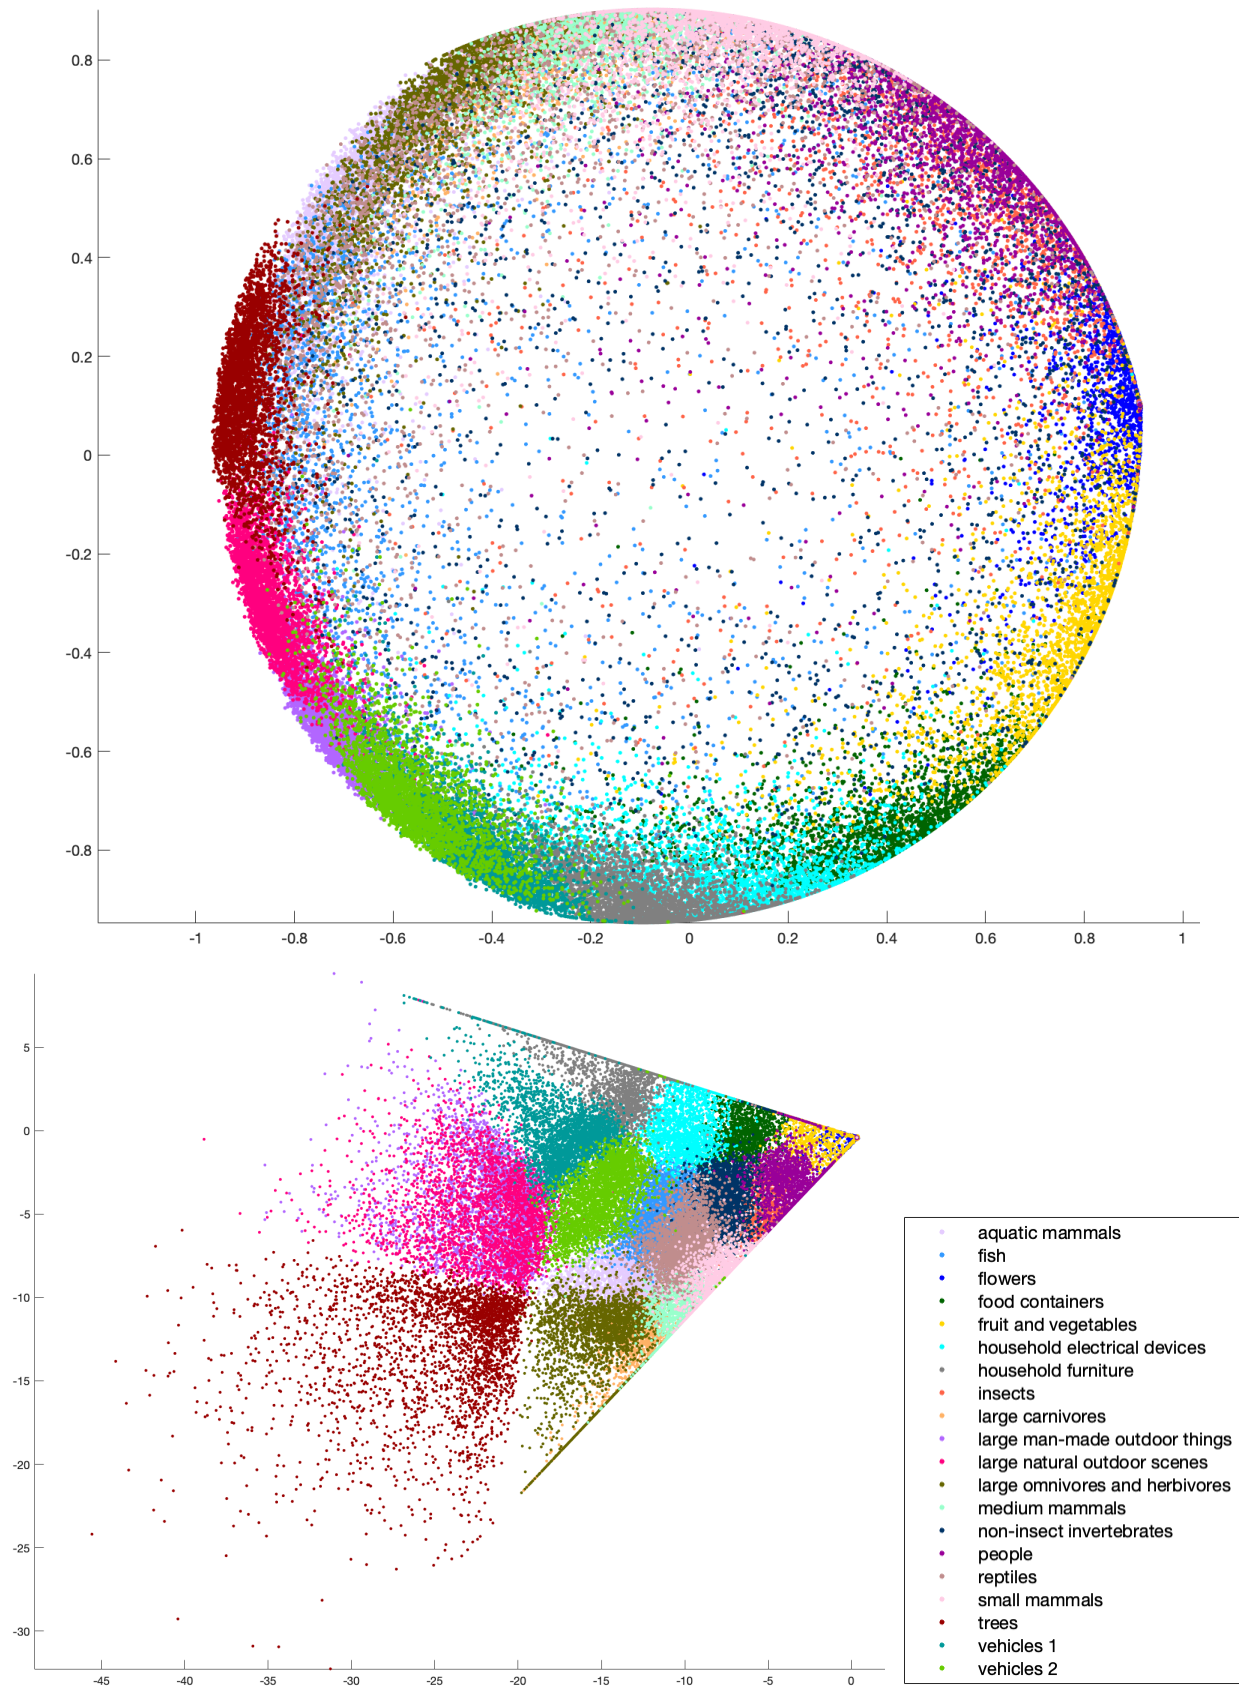 0.8
0.6
0.4
0.2
0
-0.2
-0.4
-0.6
-0.8
-1 -0.8 -0.6 -0.4 -0.2 0 0.2 0.4 0.6 0.8 1
5
0
-5
-10
-15
-20
-25
-30
-45 -40 -35 -30 -25 -20 -15 -10 -5 0
aquatic mammals
fish
flowers
food containers
fruit and vegetables
household electrical devices
household furniture
insects
large carnivores
large man-made outdoor things
large natural outdoor scenes
large omnivores and herbivores
medium mammals
non-insect invertebrates
people
reptiles
small mammals
trees
vehicles 1
vehicles 2